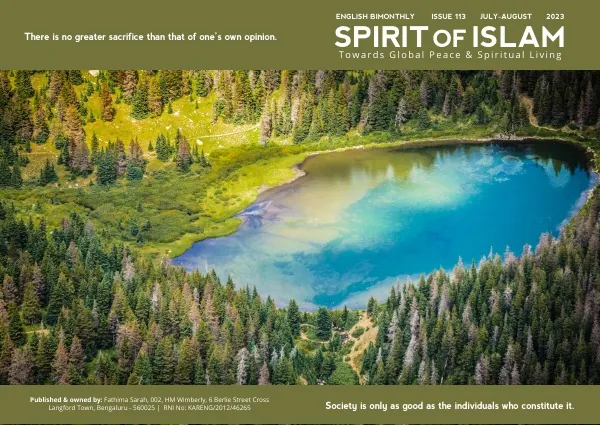 There is no greater sacrifice than that of one's own opinion.
ENGLISH BIMONTHLY ISSUE 113 JULY-AUGUST 2023
SPIRIT OF ISLAM
Towards Global Peace & Spiritual Living
Published & owned by: Fathima Sarah, 002, HM Wimberly, 6 Berlie Street Cross
Langford Town, Bengaluru - 560025 | RNI No: KARENG/2012/46265
Society is only as good as the individuals who constitute it.